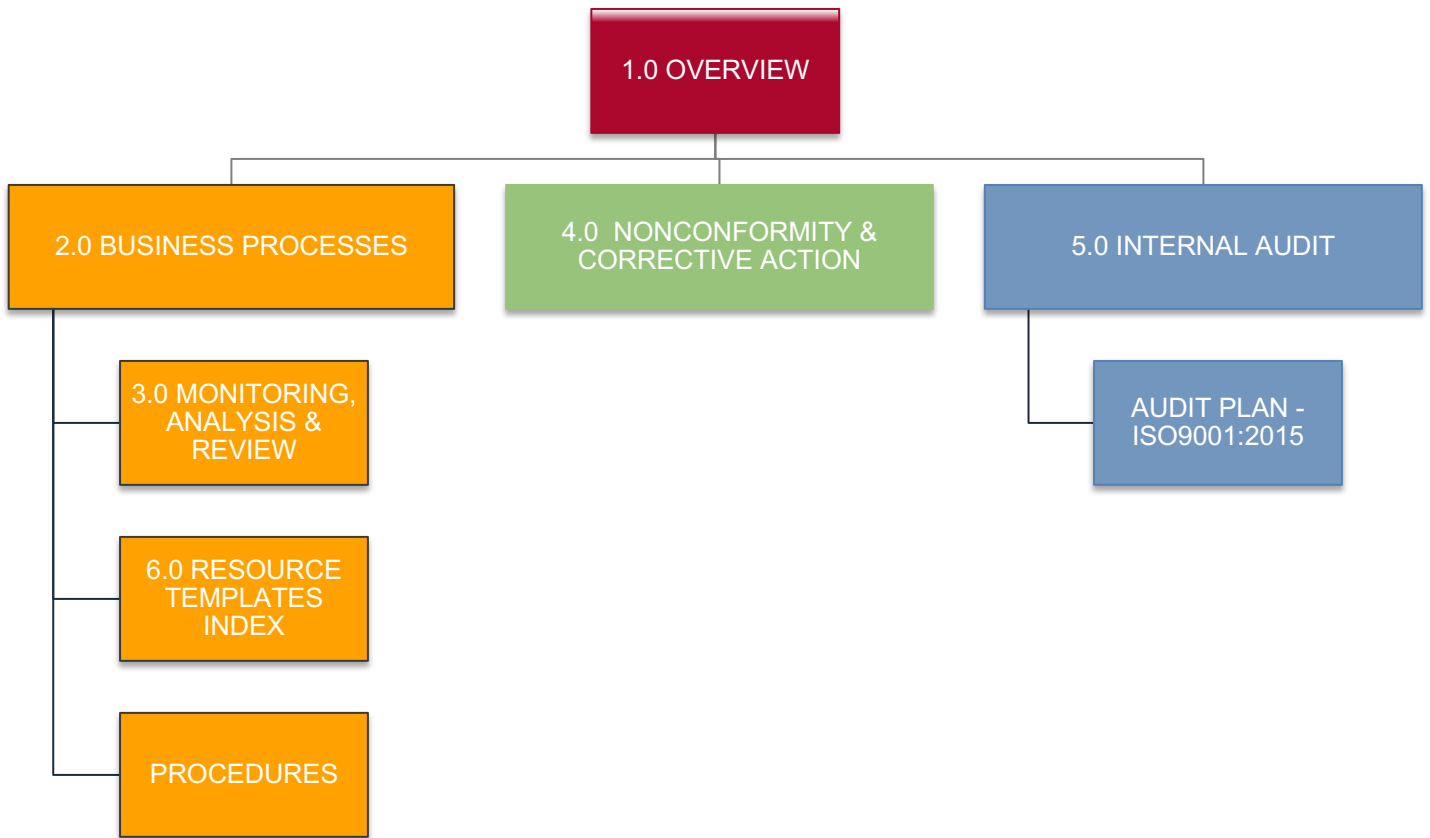 1.0 OVERVIEW
2.0 BUSINESS PROCESSES
4.0  NONCONFORMITY &
CORRECTIVE ACTION
5.0 INTERNAL AUDIT
3.0 MONITORING,
ANALYSIS &
REVIEW
AUDIT PLAN -
ISO9001:2015
6.0 RESOURCE
TEMPLATES
INDEX
PROCEDURES